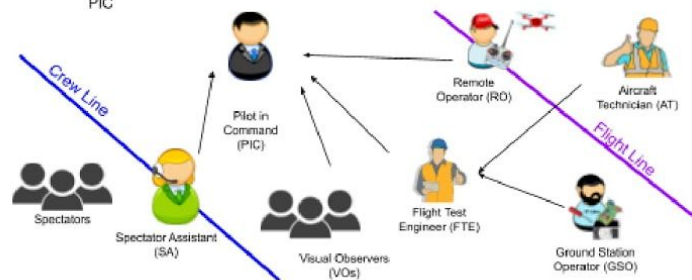 PIC
Crew Line
Pilot in
Command
(PIC)
Remote
Operator (RO)
Aircraft
Technician (AT)
Flight Line
Spectators
Spectator Assistant
(SA)
Visual Observers
(VOs)
Flight Test
Engineer (FTE)
Ground Station
Operator (GSO)